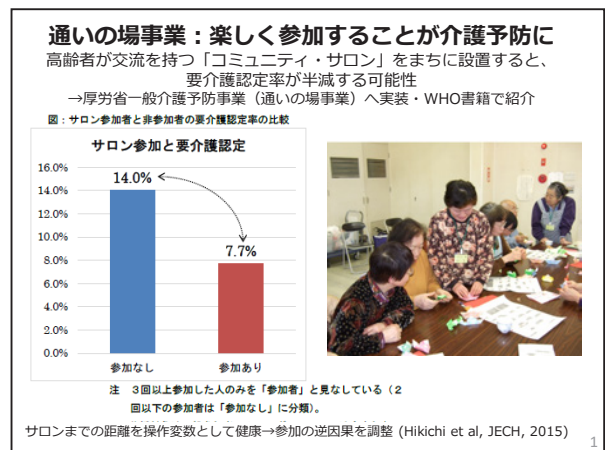 通いの場事業：楽しく参加することが介護予防に
高齢者が交流を持つ「コミュニティ・サロン」をまちに設置すると、
要介護認定率が半減する可能性
→厚労省一般介護予防事業（通いの場事業）へ実装・WHO書籍で紹介
図：サロン参加者と非参加者の要介護認定率の比較
サロン参加と要介護認定
16.0%
14.0%
12.0%
10.0%
8.0%
6.0%
4.0%
2.0%
0.0%
14.0%
7.7%
参加なし 参加あり
注 ３回以上参加した人のみを「参加者」と見なしている（２
回以下の参加者は「参加なし」に分類）。
サロンまでの距離を操作変数として健康→参加の逆因果を調整 (Hikichi et al, JECH, 2015)
1